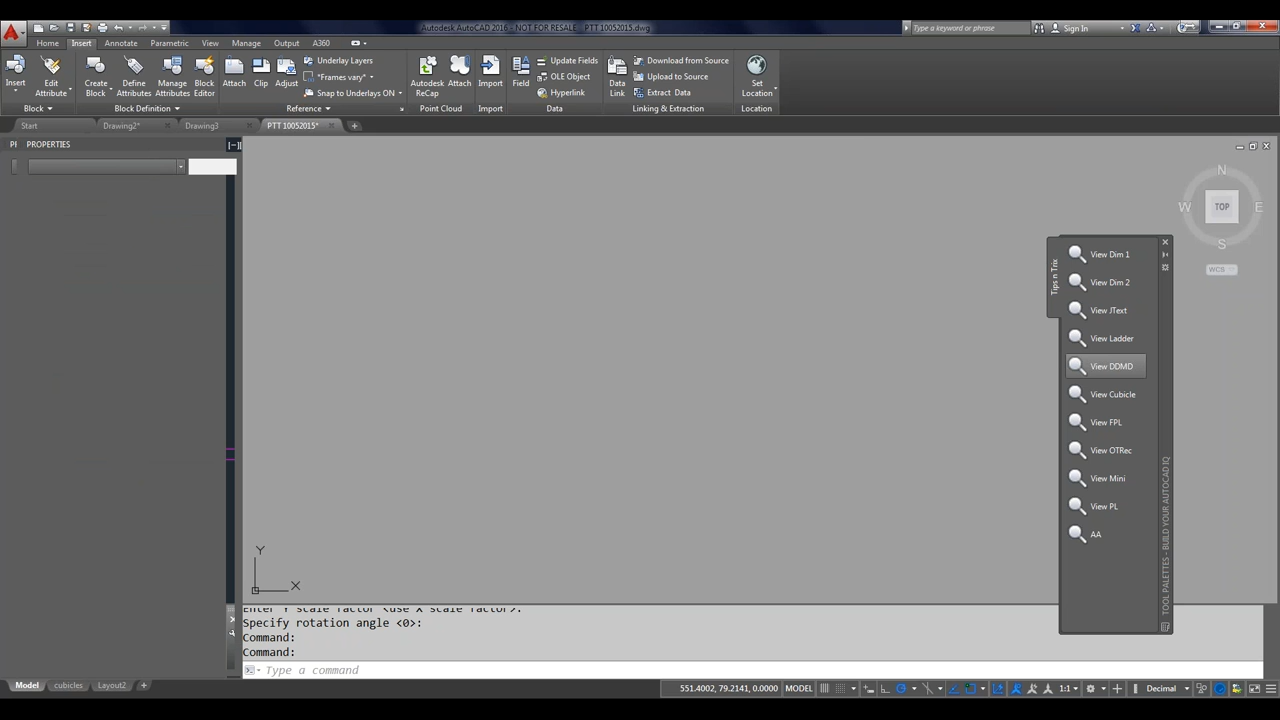 Autodesk AutoCAD 2016 - NOT FOR RESALE PTT 10052015.dwg
Type a keyword or phrase
Sign In
Home Insert Annotate Parametric View Manage Output A360
Insert
Edit Attribute
Create Block
Define Attributes
Manage Attributes
Block Editor
Attach
Clip
Adjust
Underlay Layers
*Frames vary*
Snap to Underlays ON
Autodesk ReCap
Attach
Import
Field
Update Fields
OLE Object
Hyperlink
Data Link
Download from Source
Upload to Source
Extract Data
Set Location
Block
Block Definition
Reference
Point Cloud
Import
Data
Linking & Extraction
Location
Start Drawing2* Drawing3 PTT 10052015*
PROPERTIES
[-]
N
W TOP E
S
WCS
Tips n Trix
View Dim 1
View Dim 2
View JText
View Ladder
View DDMD
View Cubicle
View FPL
View OTRec
View Mini
View PL
AA
TOOL PALETTES - BUILD YOUR AUTOCAD IQ
Y
X
Enter Y scale factor <use X scale factor>:
Specify rotation angle <0>:
Command:
Command:
Type a command
Model cubicles Layout2
551.4002, 79.2141, 0.0000 MODEL 1:1 Decimal